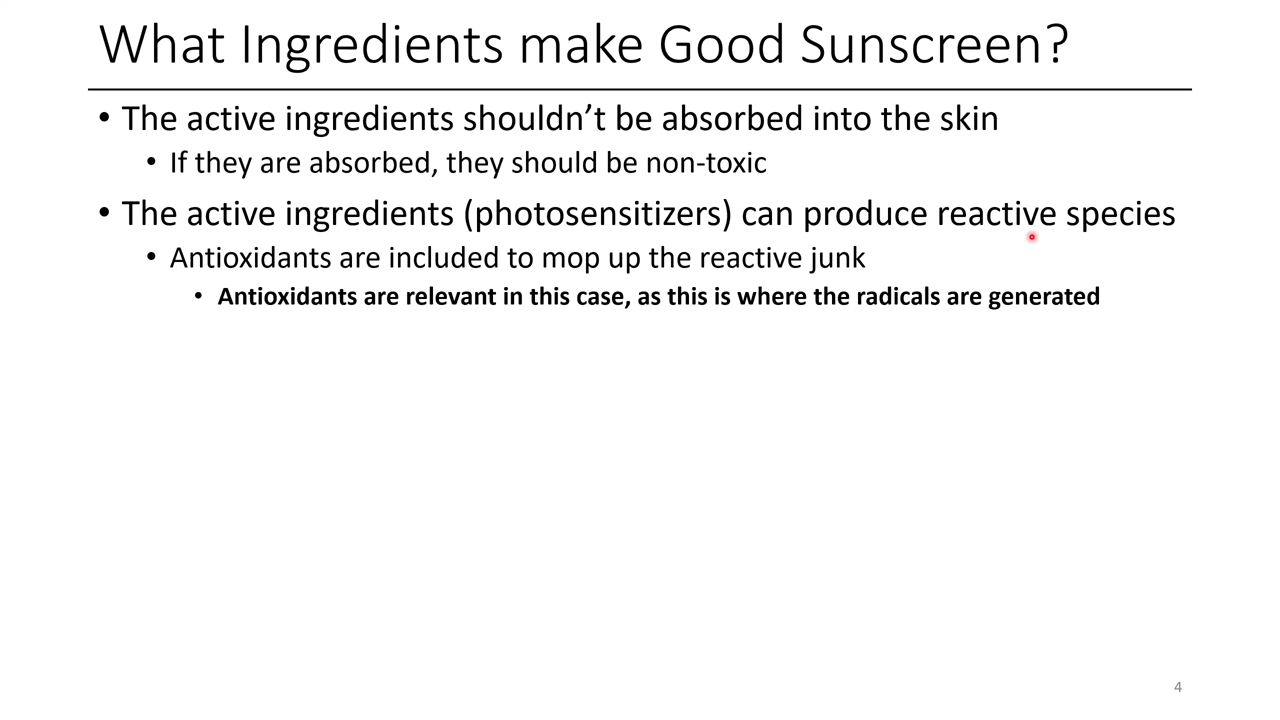 What Ingredients make Good Sunscreen?
• The active ingredients shouldn’t be absorbed into the skin
• If they are absorbed, they should be non-toxic
• The active ingredients (photosensitizers) can produce reactive species
• Antioxidants are included to mop up the reactive junk
• Antioxidants are relevant in this case, as this is where the radicals are generated
4